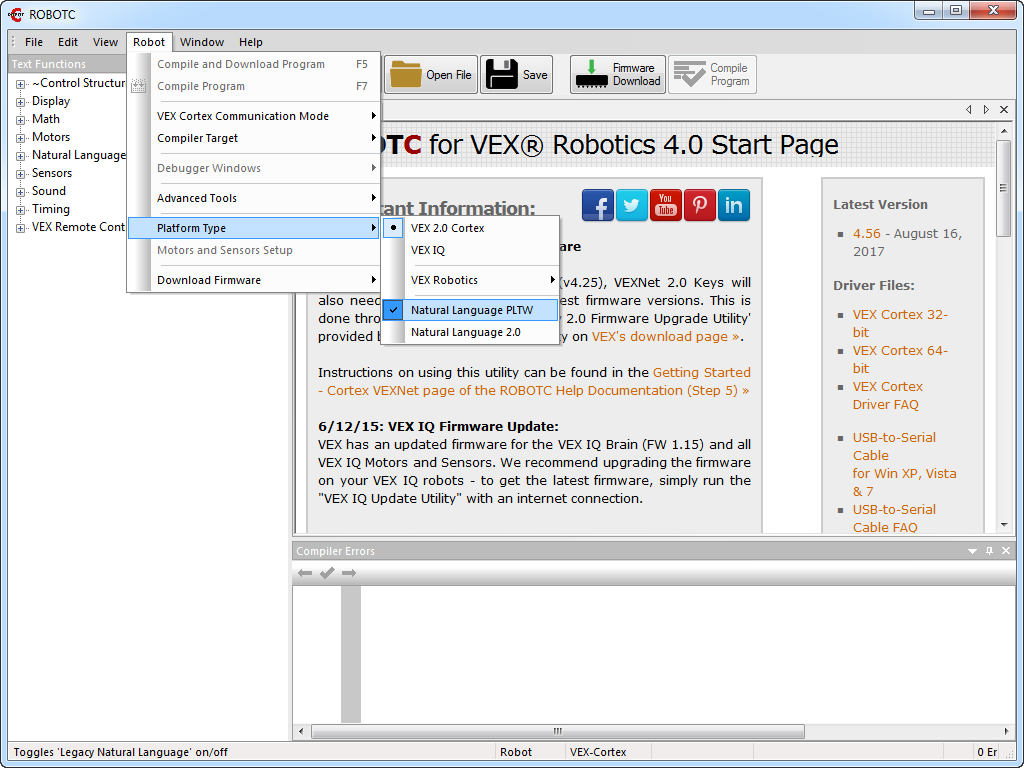 ROBOTC
File Edit View Robot Window Help
Text Functions
~Control Structur
Display
Math
Motors
Natural Language
Sensors
Sound
Timing
VEX Remote Cont
Compile and Download Program F5
Compile Program F7
VEX Cortex Communication Mode
Compiler Target
Debugger Windows
Advanced Tools
Platform Type
Motors and Sensors Setup
Download Firmware
VEX 2.0 Cortex
VEX IQ
VEX Robotics
Natural Language PLTW
Natural Language 2.0
Open File
Save
Firmware
Download
Compile
Program
OTC for VEX® Robotics 4.0 Start Page
tant Information:
You
Tube
in
are
(v4.25), VEXNet 2.0 Keys will
also need est firmware versions. This is
done thro y 2.0 Firmware Upgrade Utility'
provided b y on VEX's download page ».
Instructions on using this utility can be found in the Getting Started
- Cortex VEXNet page of the ROBOTC Help Documentation (Step 5) »
6/12/15: VEX IQ Firmware Update:
VEX has an updated firmware for the VEX IQ Brain (FW 1.15) and all
VEX IQ Motors and Sensors. We recommend upgrading the firmware
on your VEX IQ robots - to get the latest firmware, simply run the
"VEX IQ Update Utility" with an internet connection.
Latest Version
4.56 - August 16,
2017
Driver Files:
VEX Cortex 32-
bit
VEX Cortex 64-
bit
VEX Cortex
Driver FAQ
USB-to-Serial
Cable
for Win XP, Vista
& 7
USB-to-Serial
Cable FAQ
Compiler Errors
Toggles 'Legacy Natural Language' on/off
Robot
VEX-Cortex
0 Er